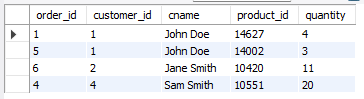 order_id customer_id cname product_id quantity
1 1 John Doe 14627 4
5 1 John Doe 14002 3
6 2 Jane Smith 10420 11
4 4 Sam Smith 10551 20